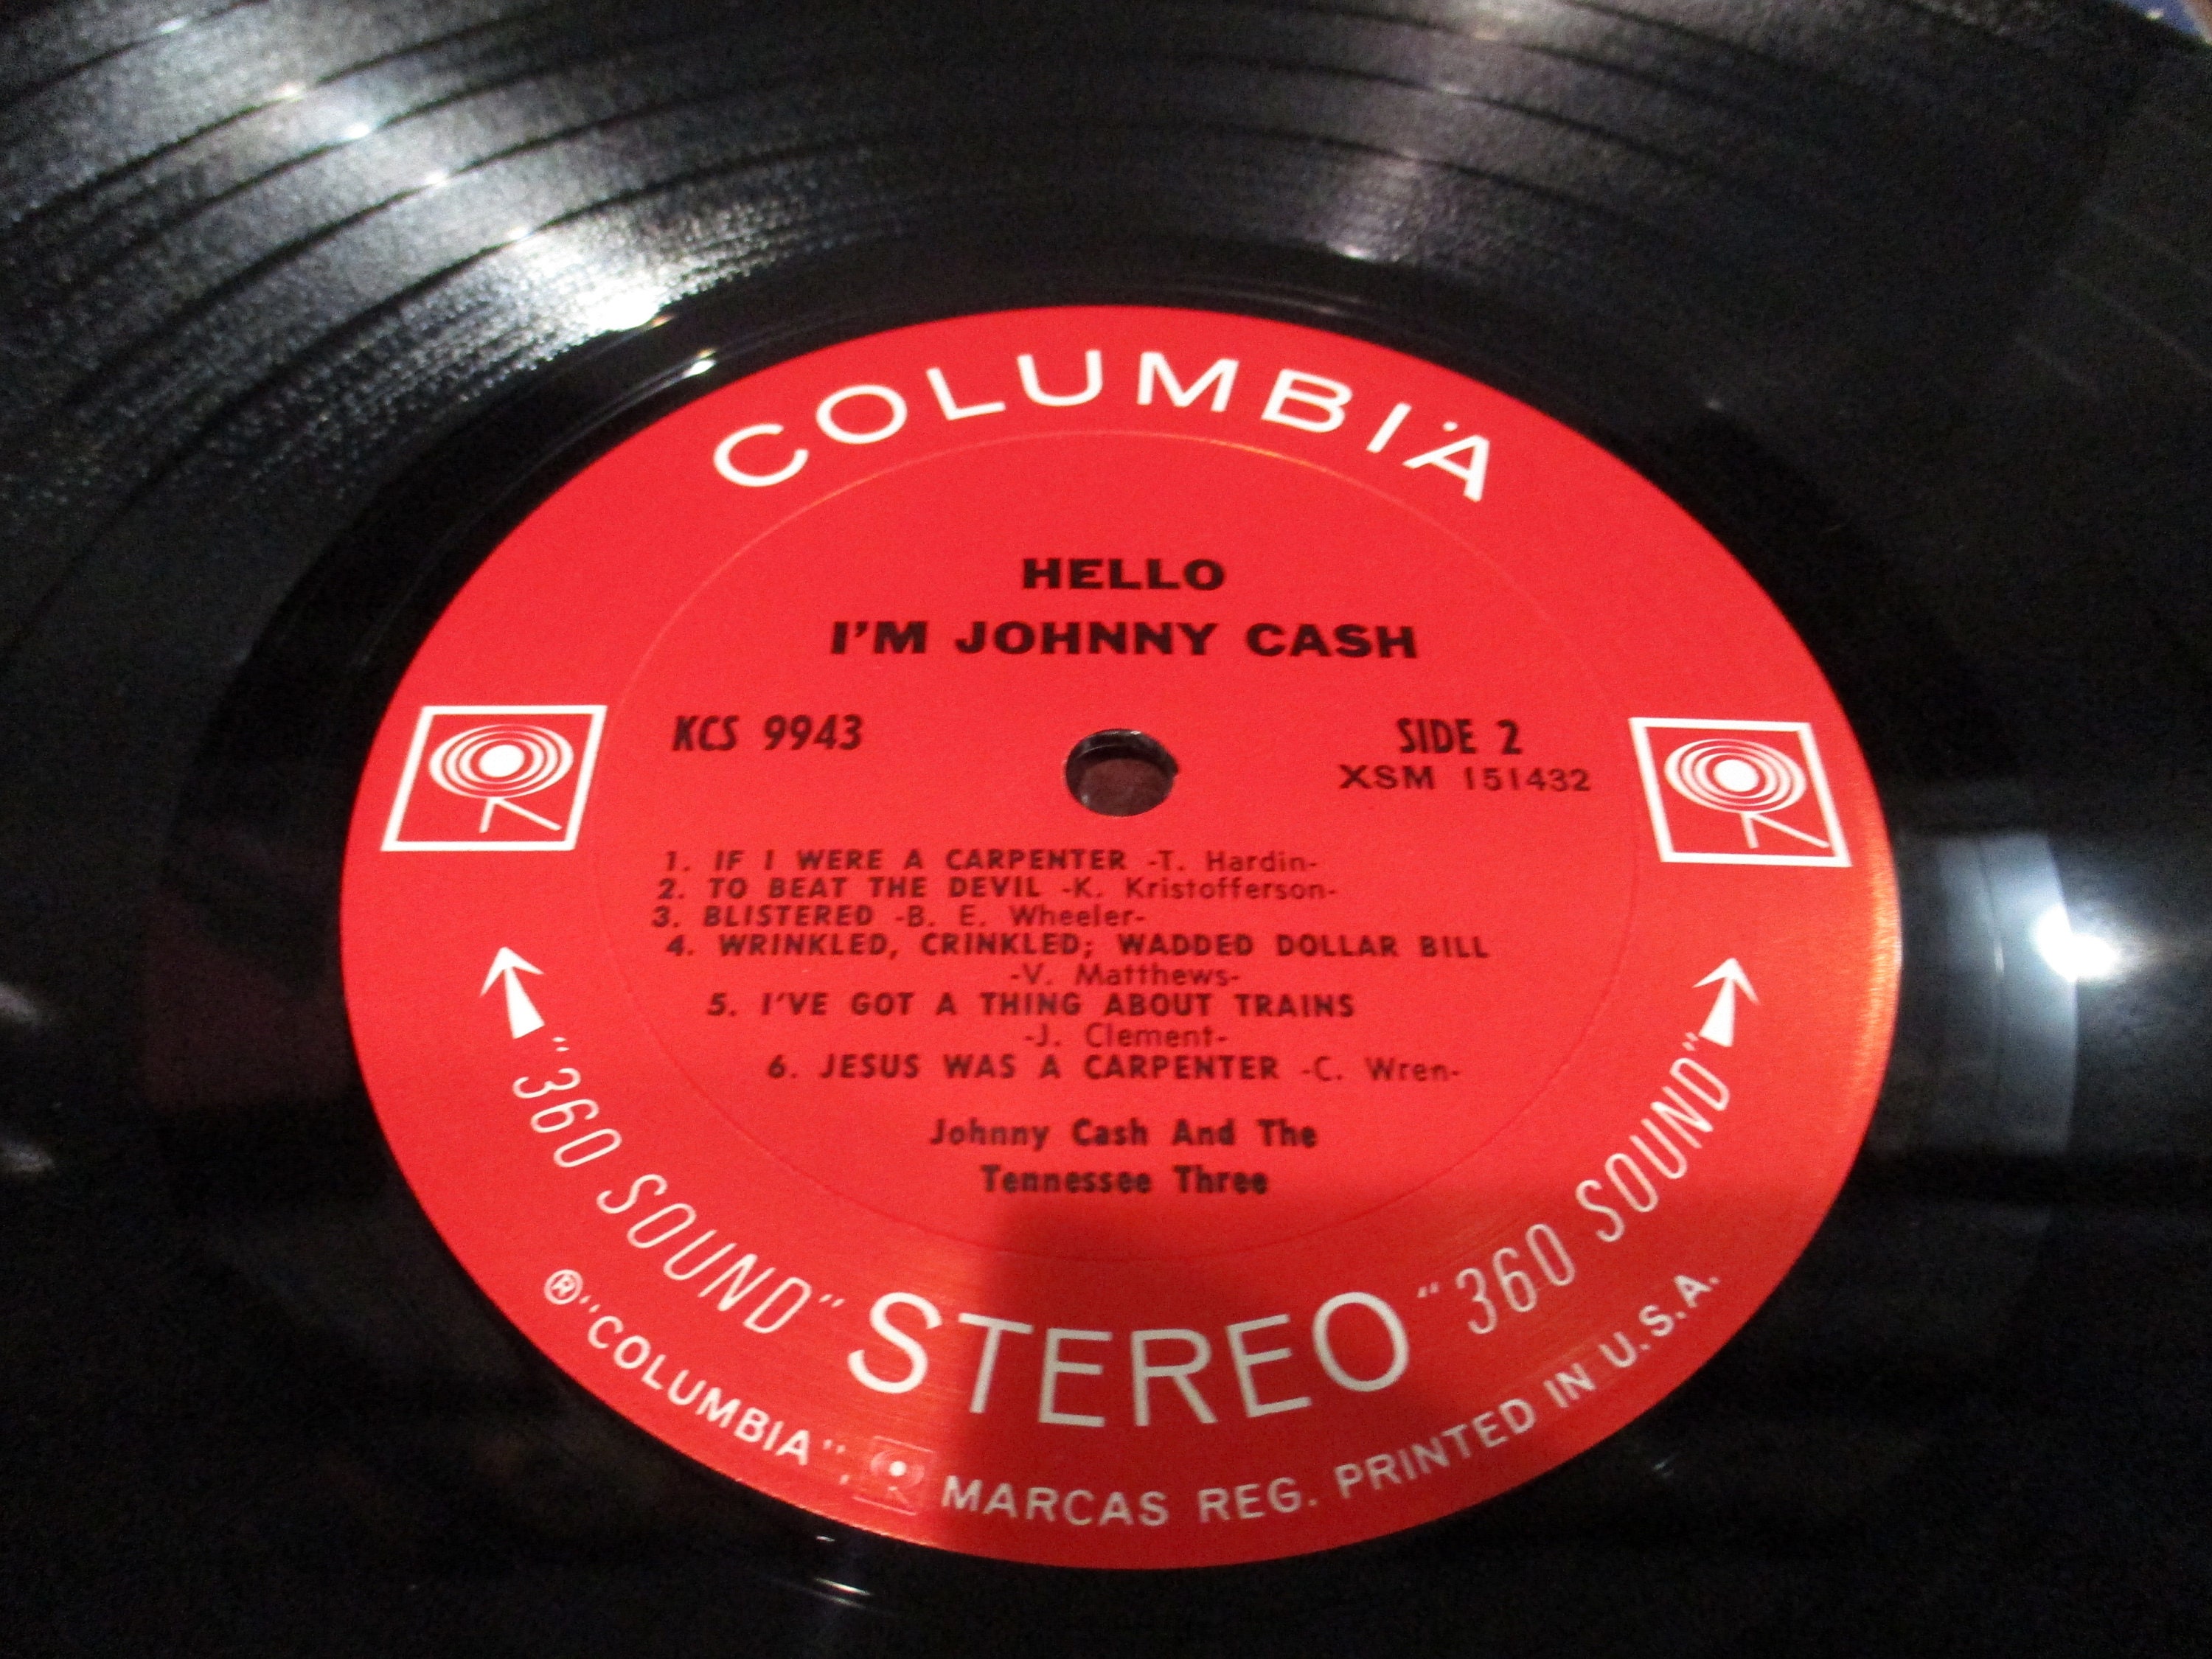 COLUMBIA
HELLO
I'M JOHNNY CASH
KCS 9943
SIDE 2
XSM 151432
1. IF I WERE A CARPENTER -T. Hardin-
2. TO BEAT THE DEVIL -K. Kristofferson-
3. BLISTERED -B. E. Wheeler-
4. WRINKLED, CRINKLED; WADDED DOLLAR BILL
-V. Matthews-
5. I'VE GOT A THING ABOUT TRAINS
-J. Clement-
6. JESUS WAS A CARPENTER -C. Wren-
Johnny Cash And The
Tennessee Three
"360 SOUND" STEREO "360 SOUND"
®"COLUMBIA", MARCAS REG. PRINTED IN U.S.A.